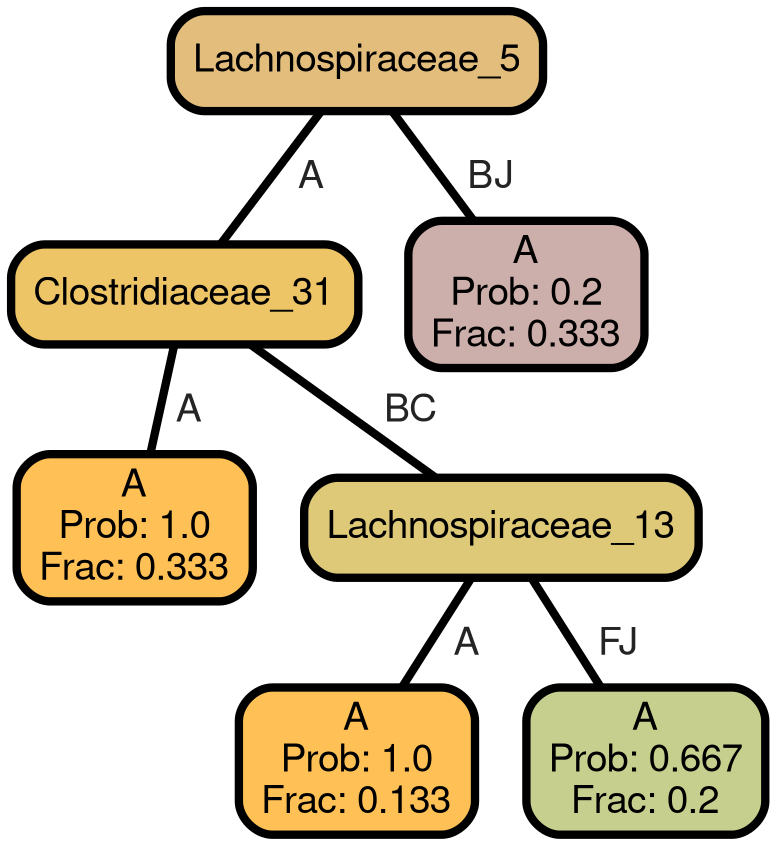 Lachnospiraceae_5
A
BJ
Clostridiaceae_31
A
Prob: 0.2
Frac: 0.333
A
BC
A
Prob: 1.0
Frac: 0.333
Lachnospiraceae_13
A
FJ
A
Prob: 1.0
Frac: 0.133
A
Prob: 0.667
Frac: 0.2